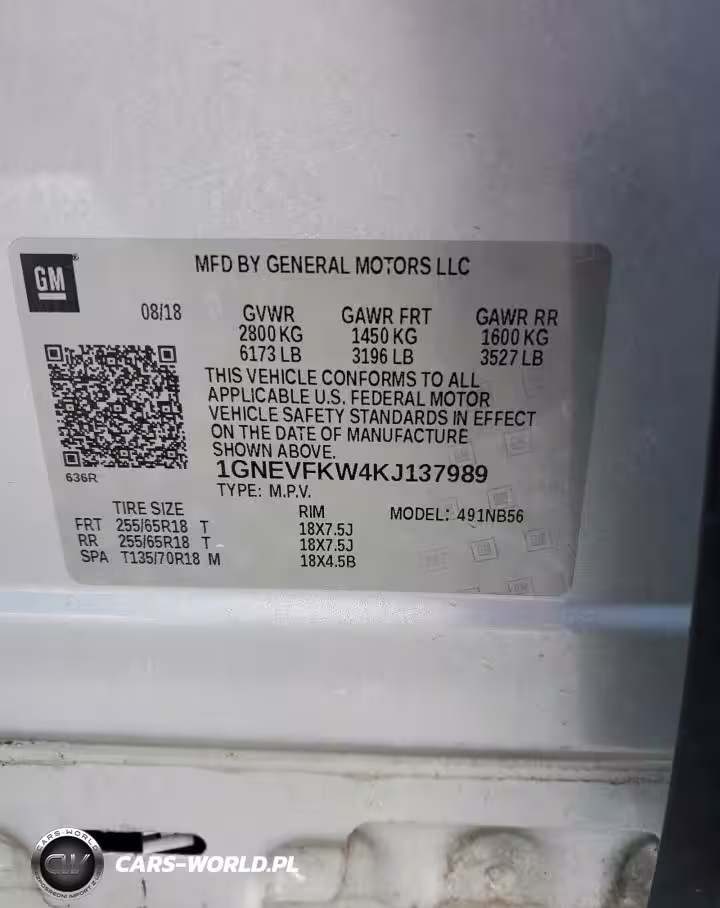 GM
MFD BY GENERAL MOTORS LLC
08/18 GVWR GAWR FRT GAWR RR
2800 KG 1450 KG 1600 KG
6173 LB 3196 LB 3527 LB
THIS VEHICLE CONFORMS TO ALL
APPLICABLE U.S. FEDERAL MOTOR
VEHICLE SAFETY STANDARDS IN EFFECT
ON THE DATE OF MANUFACTURE
SHOWN ABOVE.
636R
1GNEVFKW4KJ137989
TYPE: M.P.V.
TIRE SIZE RIM MODEL: 491NB56
FRT 255/65R18 T 18X7.5J
RR 255/65R18 T 18X7.5J
SPA T135/70R18 M 18X4.5B
CARS-WORLD
CW
CARS-WORLD.PL